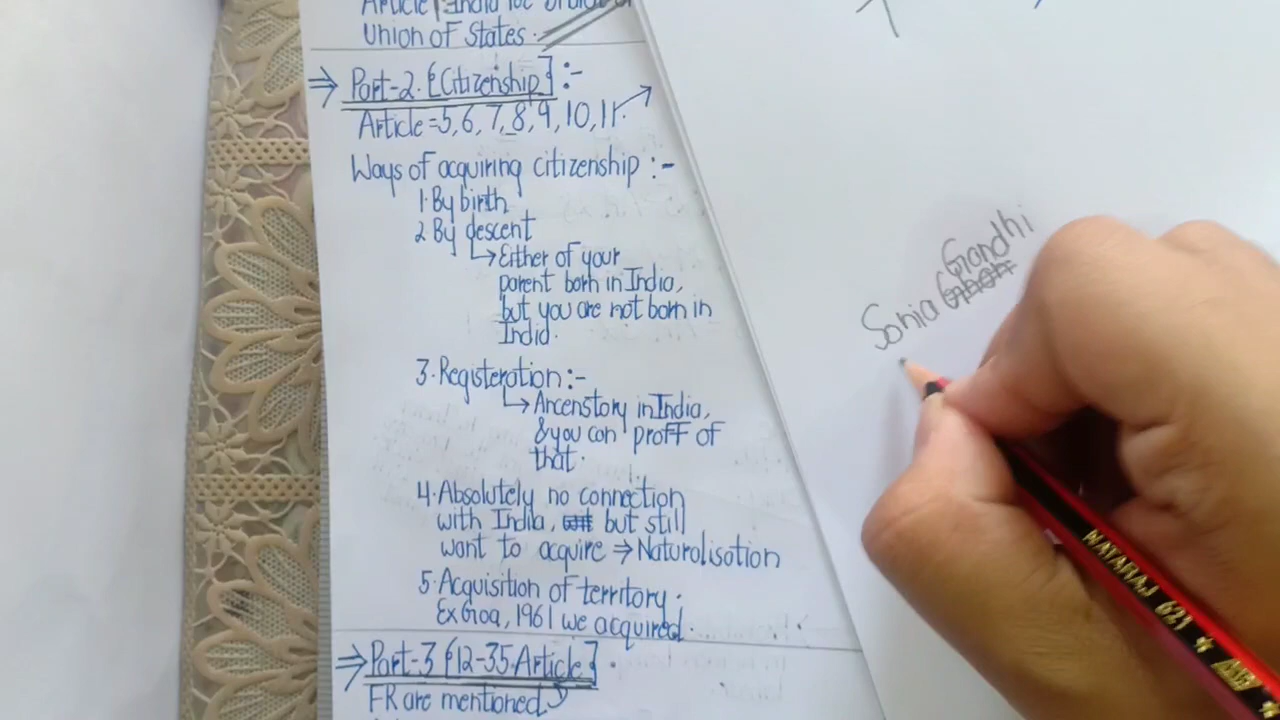 Article
Union of States.
⇒ Part-2. [Citizenship] :-
Article = 5, 6, 7, 8, 9, 10, 11.
Ways of acquiring citizenship :-
1. By birth
2 By descent
↳ Either of your
parent born in India,
but you are not born in
India.
3. Registeration :-
↳ Arcenstory in India,
& you can proff of
that.
4. Absolutely no connection
with India, but still
want to acquire ⇒ Naturalisation
5. Acquisition of territory.
Ex Goa, 1961 we acquired.
⇒ Part-3 [12-35 Article] .
FR are mentioned
Sonia Gandhi
NATARAJ 621